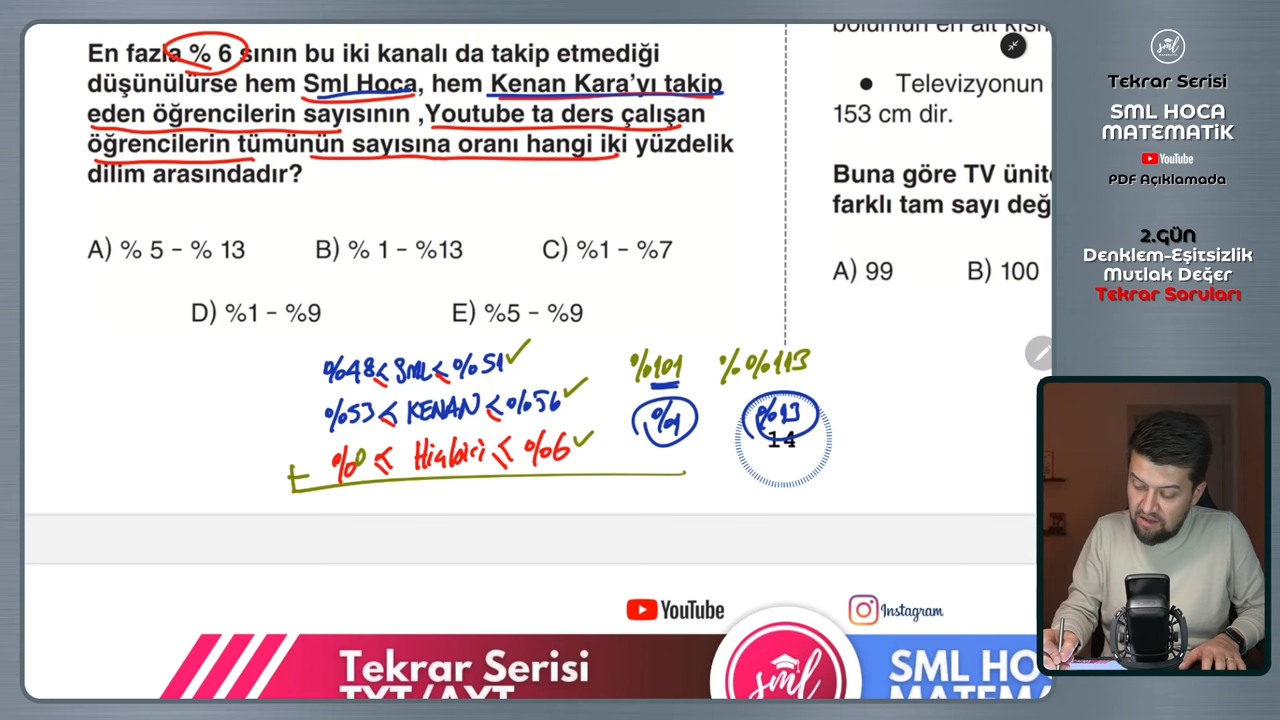 En fazla % 6 sının bu iki kanalı da takip etmediği
düşünülürse hem Sml Hoca, hem Kenan Kara'yı takip
eden öğrencilerin sayısının ,Youtube ta ders çalışan
öğrencilerin tümünün sayısına oranı hangi iki yüzdelik
dilim arasındadır?
A) % 5 - % 13 B) % 1 - %13 C) %1 - %7
D) %1 - %9 E) %5 - %9
%48 < SML < %51
%53 < KENAN < %56
%0 ≤ Hiçbiri ≤ %6
+
%101 % %113
%1 %13
14
Televizyonun
153 cm dir.
Buna göre TV ünit
farklı tam sayı değ
A) 99 B) 100
YouTube Instagram
Tekrar Serisi
TYT/AYT
sml
SML HO
MATEMA
sml
Tekrar Serisi
SML HOCA
MATEMATİK
YouTube
PDF Açıklamada
2.GÜN
Denklem-Eşitsizlik
Mutlak Değer
Tekrar Soruları